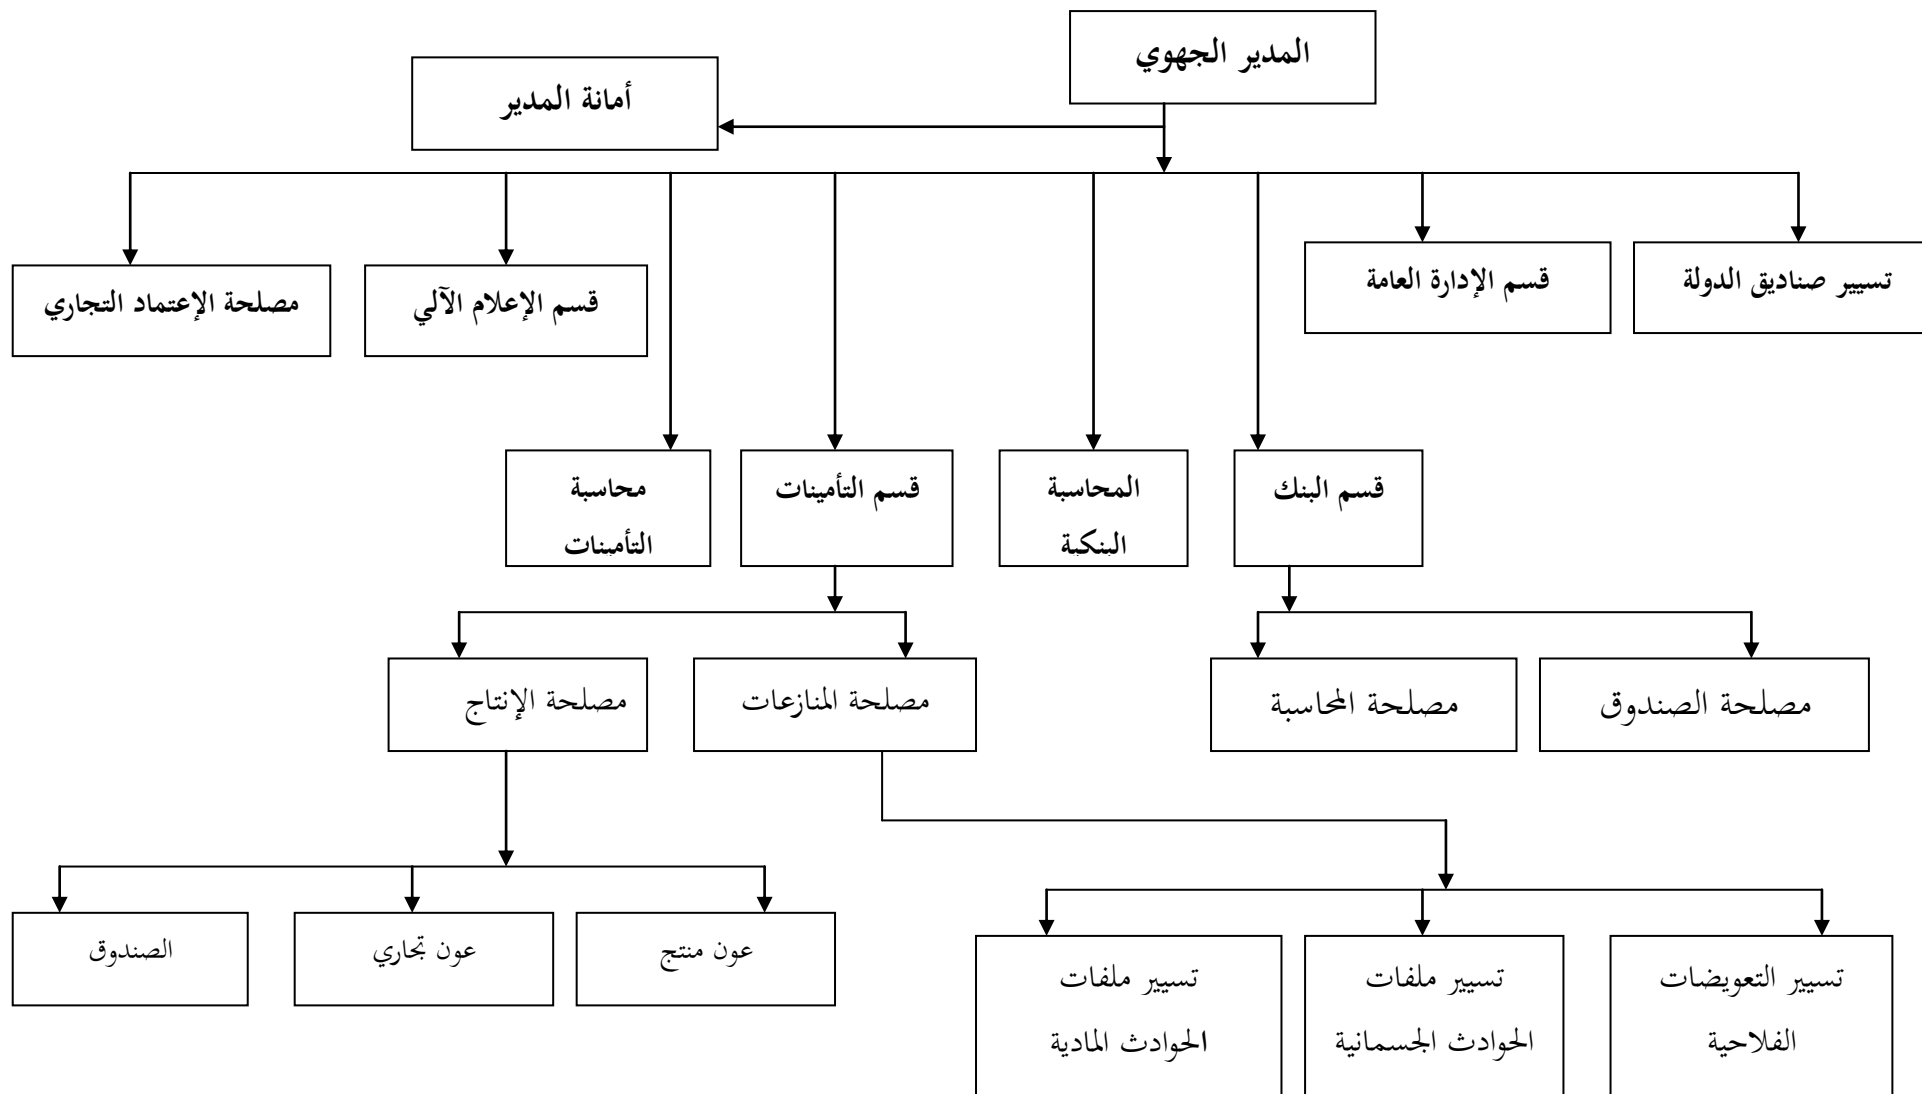 المدير الجهوي
أمانة المدير
تسيير صناديق الدولة
قسم الإدارة العامة
قسم الإعلام الآلي
مصلحة الإعتماد التجاري
قسم البنك
المحاسبة
البنكية
قسم التأمينات
محاسبة
التأمينات
مصلحة الصندوق
مصلحة المحاسبة
مصلحة المنازعات
مصلحة الإنتاج
عون منتج
عون تجاري
الصندوق
تسيير التعويضات
الفلاحية
تسيير ملفات
الحوادث الجسمانية
تسيير ملفات
الحوادث المادية